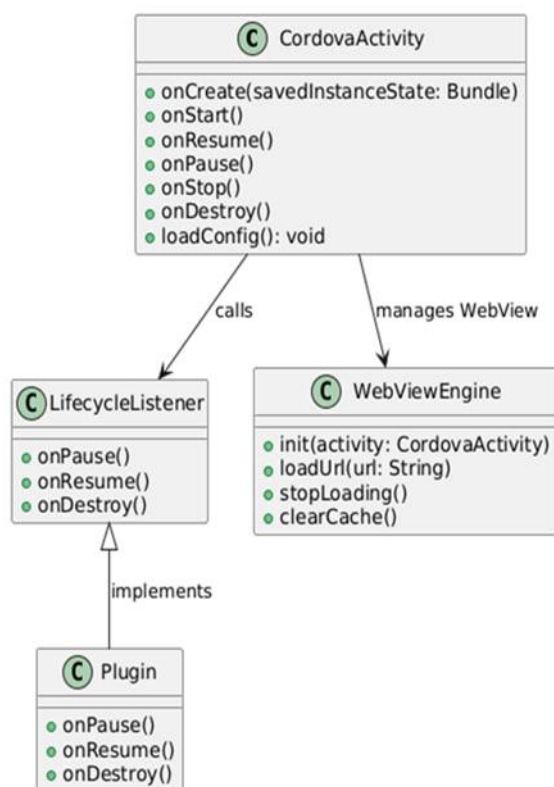 C CordovaActivity
onCreate(savedInstanceState: Bundle)
onStart()
onResume()
onPause()
onStop()
onDestroy()
loadConfig(): void
calls
manages WebView
C LifecycleListener
onPause()
onResume()
onDestroy()
C WebViewEngine
init(activity: CordovaActivity)
loadUrl(url: String)
stopLoading()
clearCache()
implements
C Plugin
onPause()
onResume()
onDestroy()